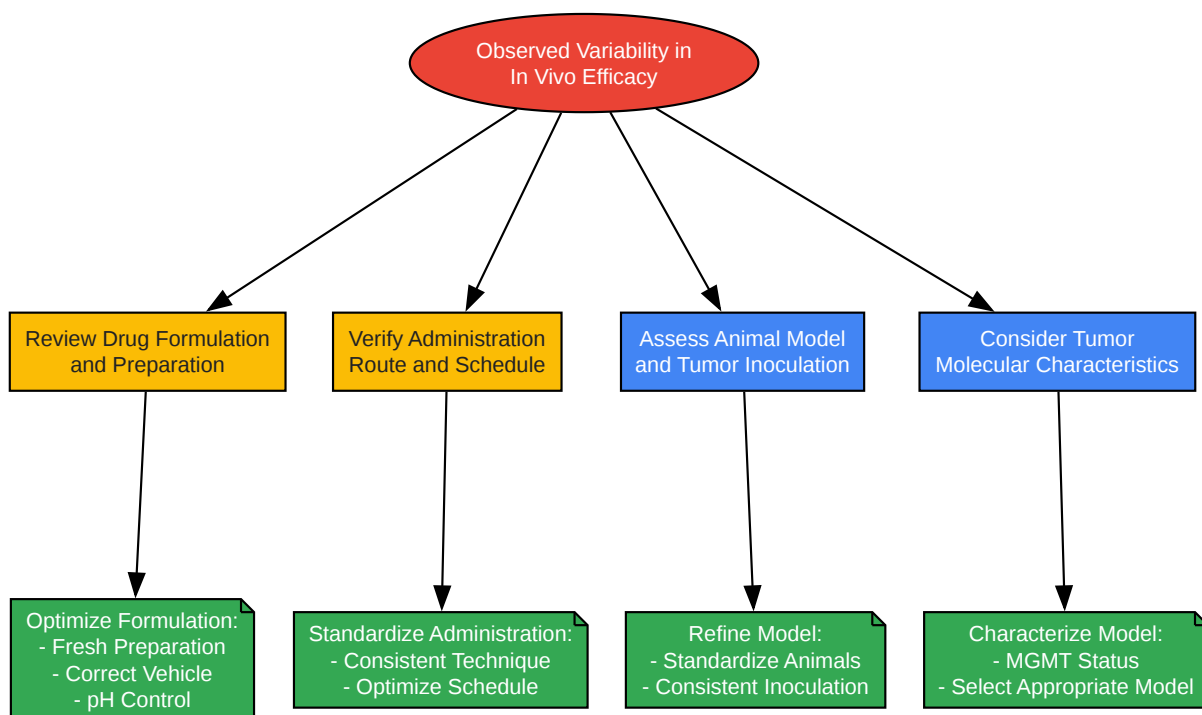 Observed Variability in
In Vivo Efficacy
Review Drug Formulation
and Preparation
Verify Administration
Route and Schedule
Assess Animal Model
and Tumor Inoculation
Consider Tumor
Molecular Characteristics
Optimize Formulation:
- Fresh Preparation
- Correct Vehicle
- pH Control
Standardize Administration:
- Consistent Technique
- Optimize Schedule
Refine Model:
- Standardize Animals
- Consistent Inoculation
Characterize Model:
- MGMT Status
- Select Appropriate Model